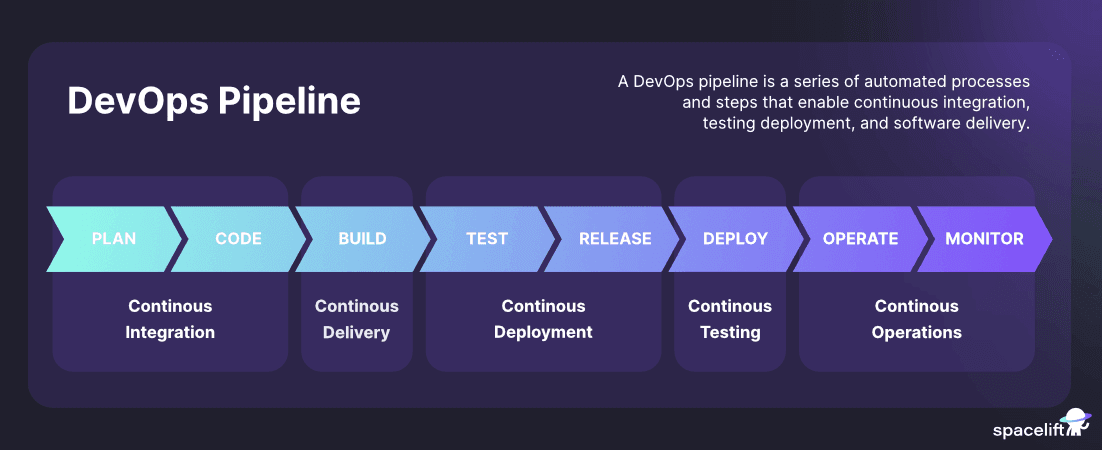 DevOps Pipeline
A DevOps pipeline is a series of automated processes
and steps that enable continuous integration,
testing deployment, and software delivery.
PLAN
CODE
BUILD
TEST
RELEASE
DEPLOY
OPERATE
MONITOR
Continous
Integration
Continous
Delivery
Continous
Deployment
Continous
Testing
Continous
Operations
spacelift